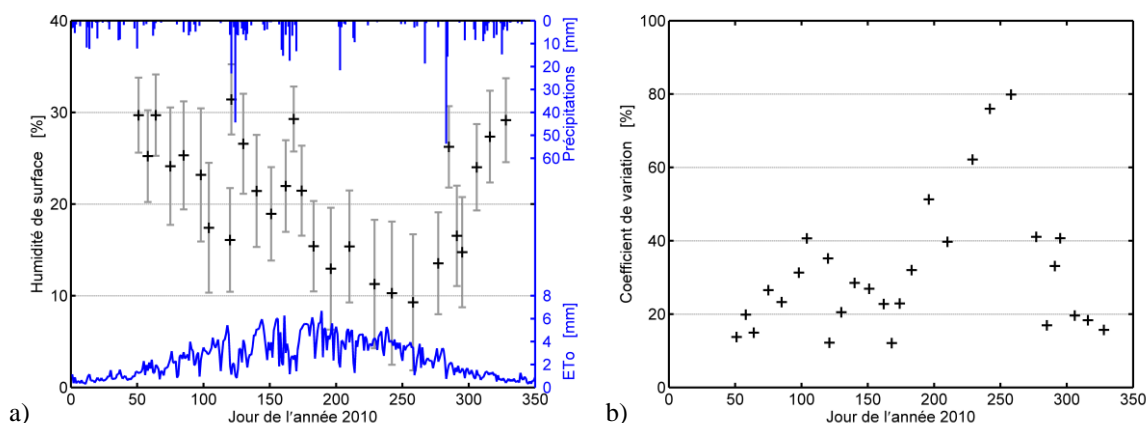 40
30
20
10
0
Humidité de surface [%]
0
10
20
30
40
50
60
Précipitations [mm]
8
6
4
2
0
ETo [mm]
0 50 100 150 200 250 300 350
Jour de l'année 2010
a)
100
80
60
40
20
0
Coefficient de variation [%]
0 50 100 150 200 250 300 350
Jour de l'année 2010
b)